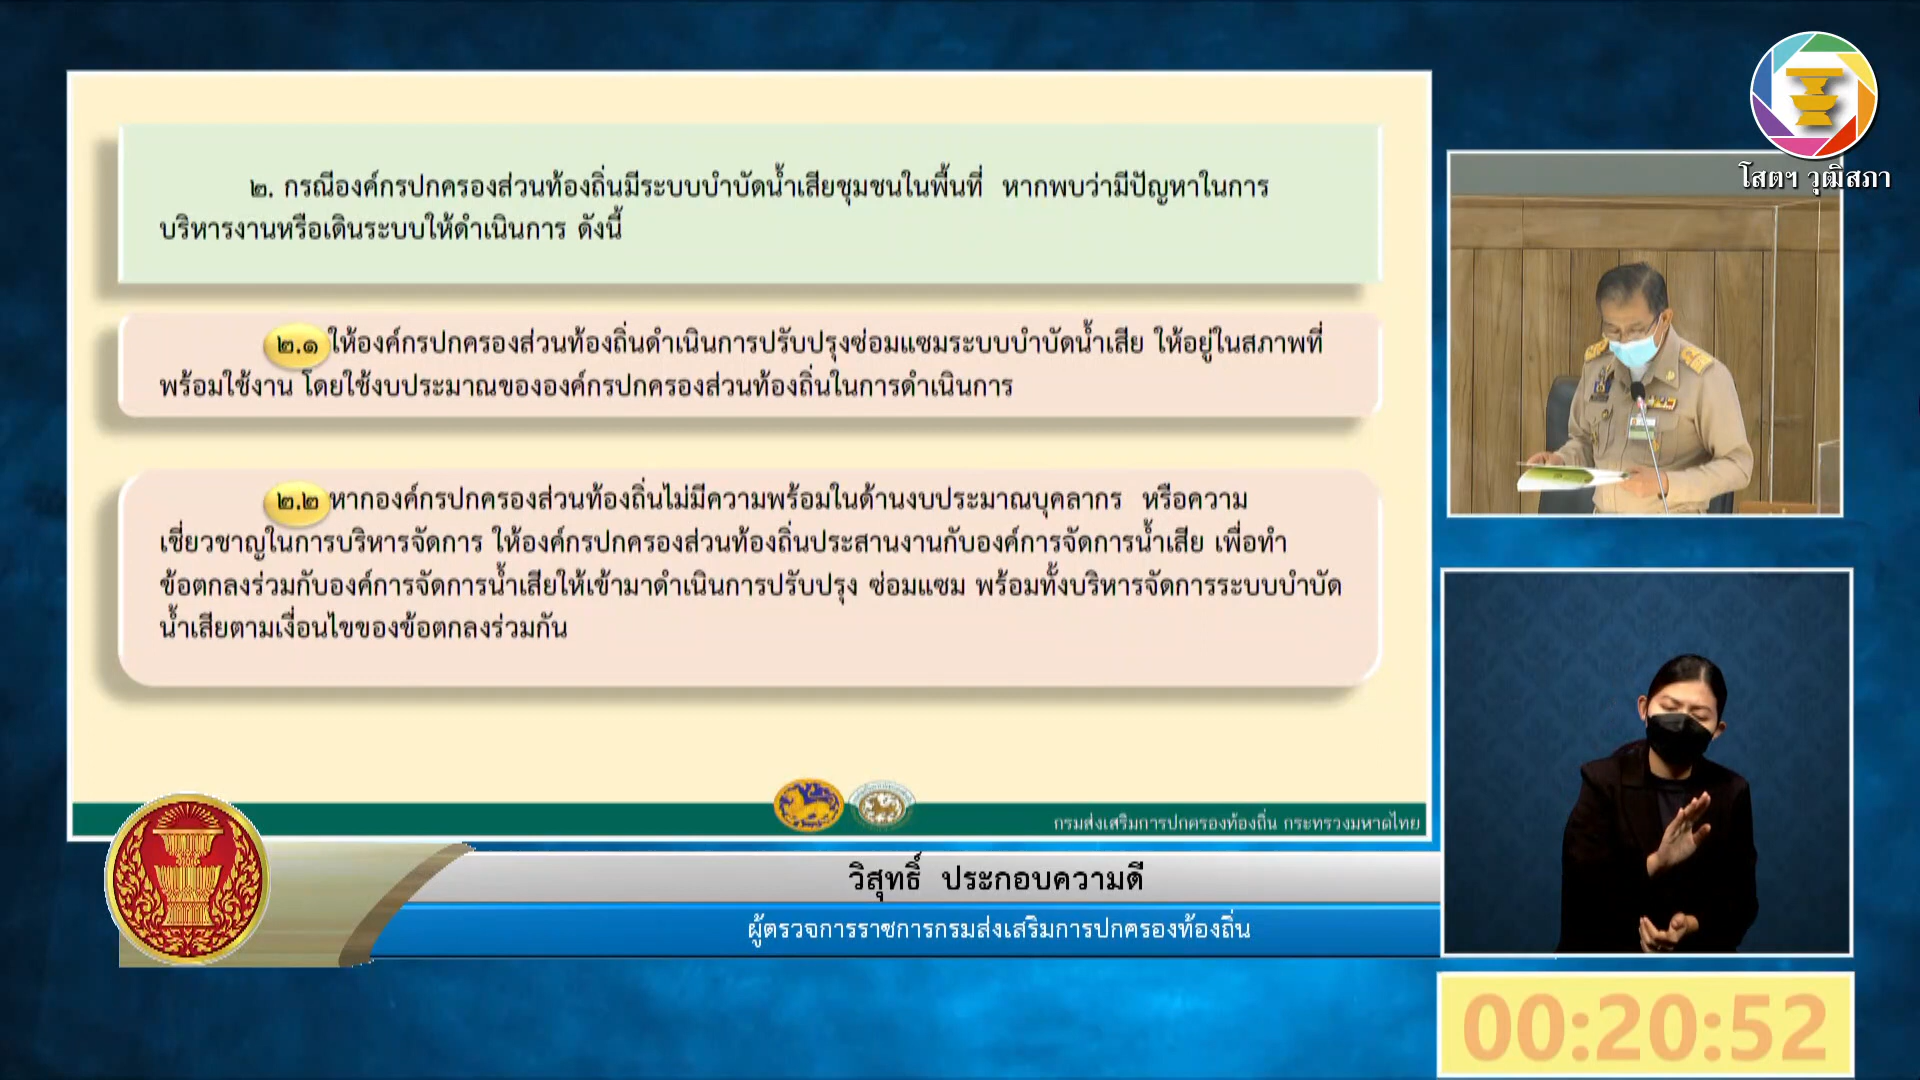 ๒. กรณีองค์กรปกครองส่วนท้องถิ่นมีระบบบำบัดน้ำเสียชุมชนในพื้นที่ หากพบว่ามีปัญหาในการ
บริหารงานหรือเดินระบบให้ดำเนินการ ดังนี้
๒.๑ ให้องค์กรปกครองส่วนท้องถิ่นดำเนินการปรับปรุงซ่อมแซมระบบบำบัดน้ำเสีย ให้อยู่ในสภาพที่
พร้อมใช้งาน โดยใช้งบประมาณขององค์กรปกครองส่วนท้องถิ่นในการดำเนินการ
๒.๒ หากองค์กรปกครองส่วนท้องถิ่นไม่มีความพร้อมในด้านงบประมาณบุคลากร หรือความ
เชี่ยวชาญในการบริหารจัดการ ให้องค์กรปกครองส่วนท้องถิ่นประสานงานกับองค์การจัดการน้ำเสีย เพื่อทำ
ข้อตกลงร่วมกับองค์การจัดการน้ำเสียให้เข้ามาดำเนินการปรับปรุง ซ่อมแซม พร้อมทั้งบริหารจัดการระบบบำบัด
น้ำเสียตามเงื่อนไขของข้อตกลงร่วมกัน
กรมส่งเสริมการปกครองท้องถิ่น กระทรวงมหาดไทย
วิสุทธิ์ ประกอบความดี
ผู้ตรวจการราชการกรมส่งเสริมการปกครองท้องถิ่น
โสตฯ วุฒิสภา
00:20:52